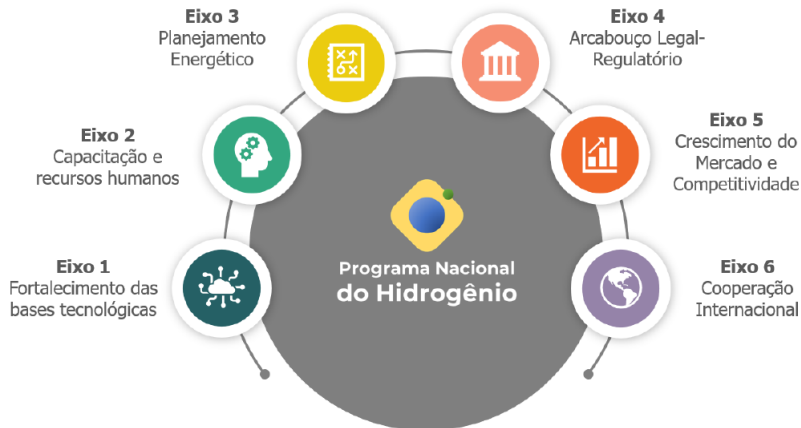 Eixo 3
Planejamento
Energético
Eixo 4
Arcabouço Legal-
Regulatório
Eixo 2
Capacitação e
recursos humanos
Eixo 5
Crescimento do
Mercado e
Competitividade
Eixo 1
Fortalecimento das
bases tecnológicas
Programa Nacional
do Hidrogênio
Eixo 6
Cooperação
Internacional